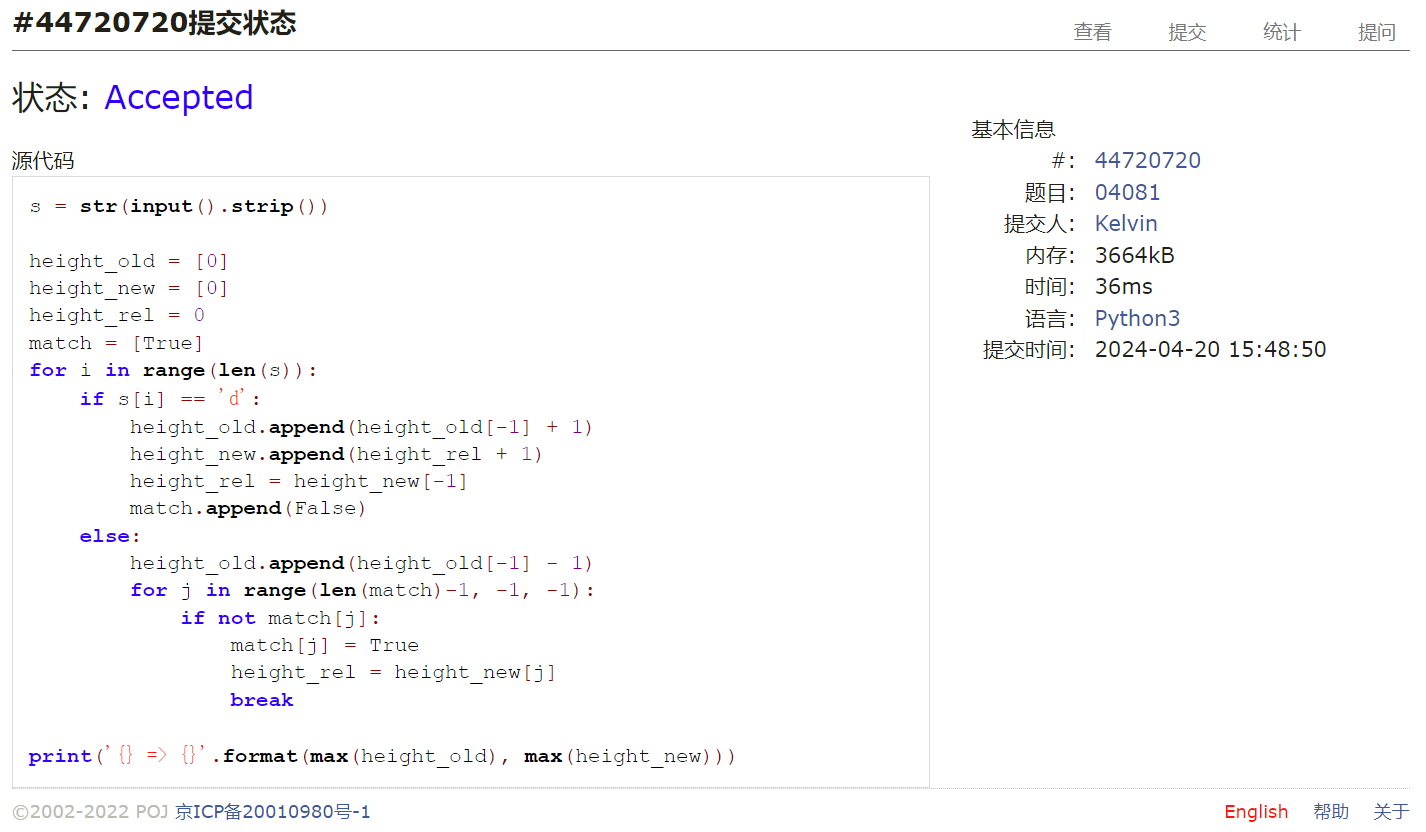 #44720720提交状态
查看 提交 统计 提问
状态: Accepted
源代码
s = str(input().strip())

height_old = [0]
height_new = [0]
height_rel = 0
match = [True]
for i in range(len(s)):
    if s[i] == 'd':
        height_old.append(height_old[-1] + 1)
        height_new.append(height_rel + 1)
        height_rel = height_new[-1]
        match.append(False)
    else:
        height_old.append(height_old[-1] - 1)
        for j in range(len(match)-1, -1, -1):
            if not match[j]:
                match[j] = True
                height_rel = height_new[j]
                break

print('{} => {}'.format(max(height_old), max(height_new)))
基本信息
#: 44720720
题目: 04081
提交人: Kelvin
内存: 3664kB
时间: 36ms
语言: Python3
提交时间: 2024-04-20 15:48:50
©2002-2022 POJ 京ICP备20010980号-1
English 帮助 关于